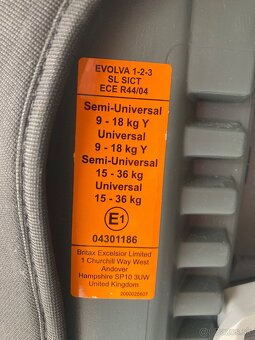 EVOLVA 1-2-3
SL SICT
ECE R44/04
Semi-Universal
9 - 18 kg Y
Universal
9 - 18 kg Y
Semi-Universal
15 - 36 kg
Universal
15 - 36 kg
E1
04301186
Britax Excelsior Limited
1 Churchill Way West
Andover
Hampshire SP10 3UW
United Kingdom
2000025607